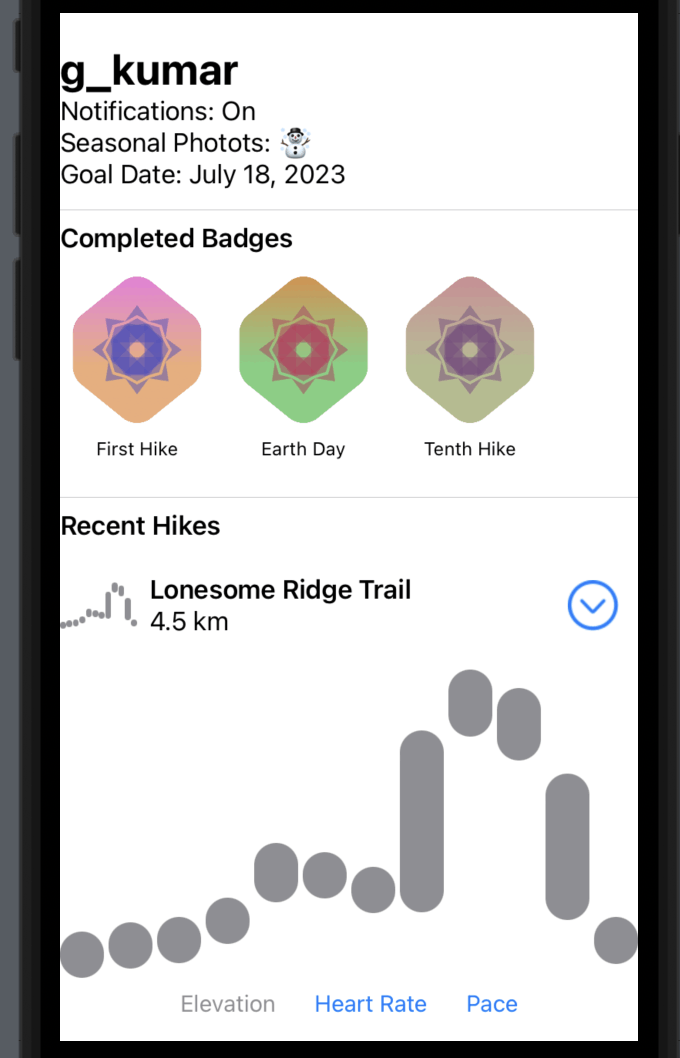 g_kumar
Notifications: On
Seasonal Photots: ☃️
Goal Date: July 18, 2023
Completed Badges
First Hike
Earth Day
Tenth Hike
Recent Hikes
Lonesome Ridge Trail
4.5 km
Elevation
Heart Rate
Pace